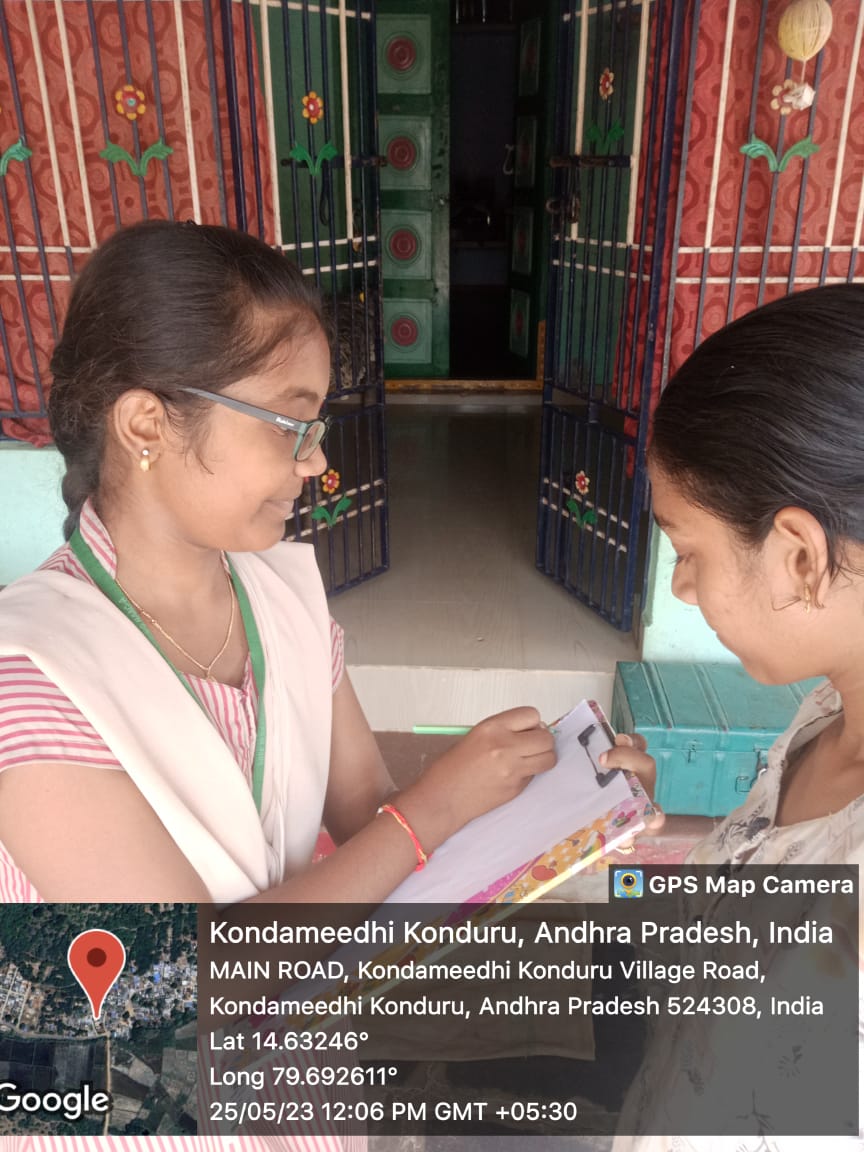 GPS Map Camera
Kondameedhi Konduru, Andhra Pradesh, India
MAIN ROAD, Kondameedhi Konduru Village Road,
Kondameedhi Konduru, Andhra Pradesh 524308, India
Lat 14.63246°
Long 79.692611°
25/05/23 12:06 PM GMT +05:30
Google